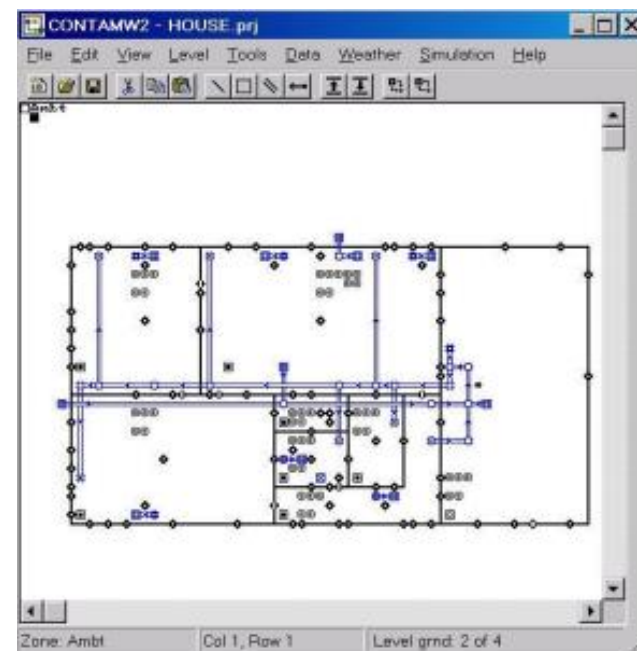 CONTAMW2 - HOUSE.prj
File Edit View Level Tools Data Weather Simulation Help
Ambt
Zone: Ambt Col 1, Row 1 Level grnd: 2 of 4